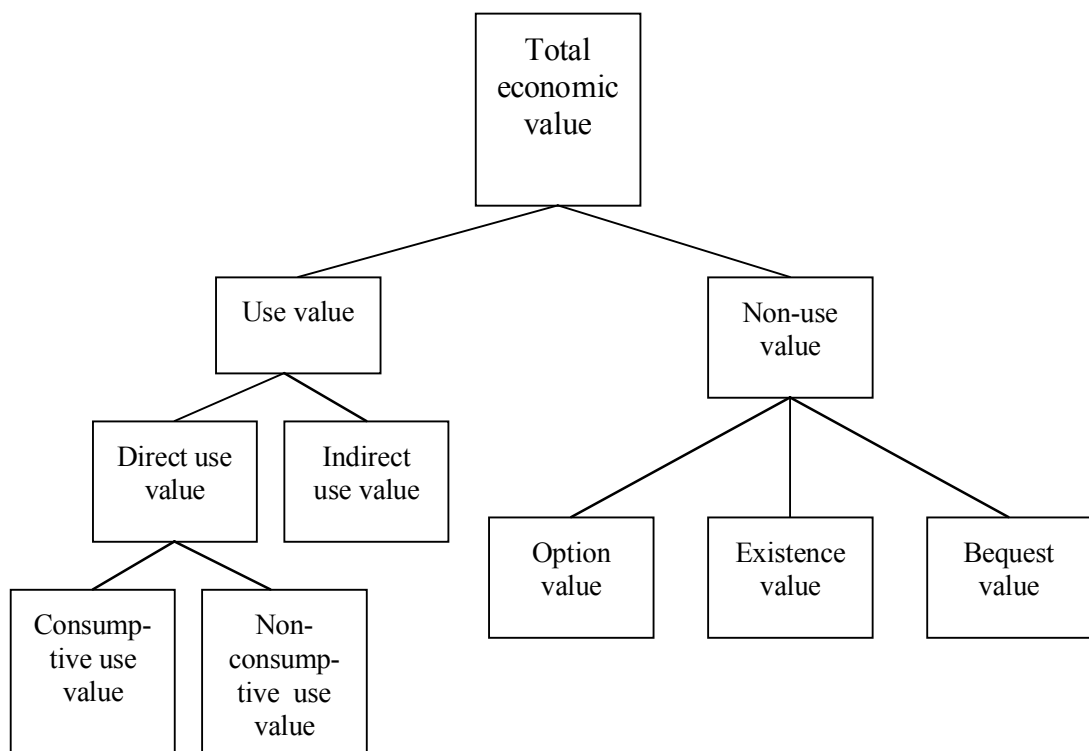 Total
economic
value
Use value
Non-use
value
Direct use
value
Indirect
use value
Option
value
Existence
value
Bequest
value
Consump-
tive use
value
Non-
consump-
tive use
value